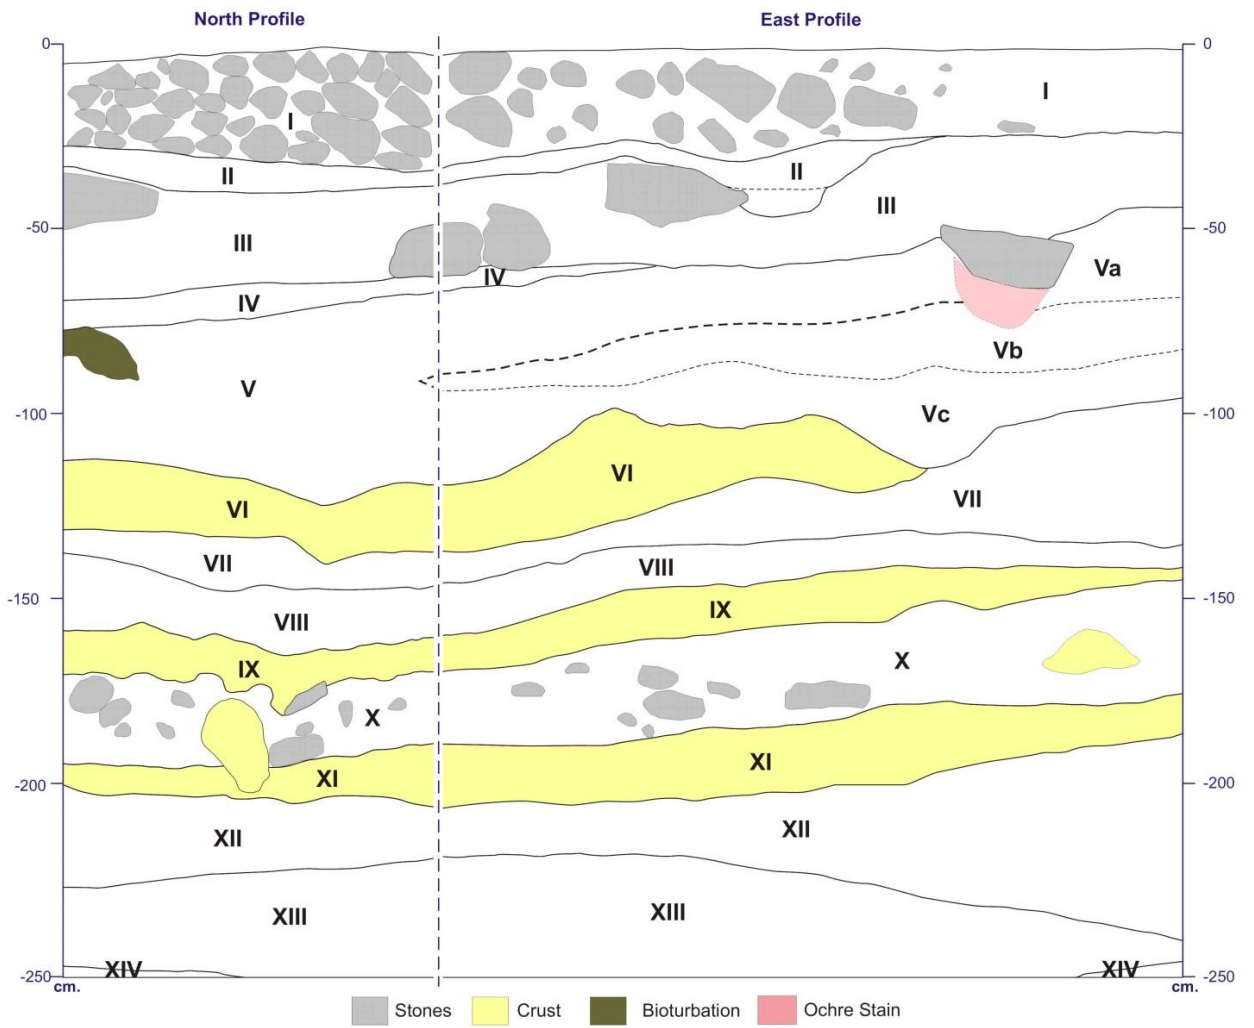 North Profile East Profile
0 0
I I
II II
III III
-50 -50
IV IV Va
Vb
V
-100 Vc -100
VI VI
VII VII
VIII
-150 VIII -150
IX IX
X X
XI XI
-200 -200
XII XII
XIII XIII
XIV XIV
-250 -250
cm. cm.
Stones Crust Bioturbation Ochre Stain